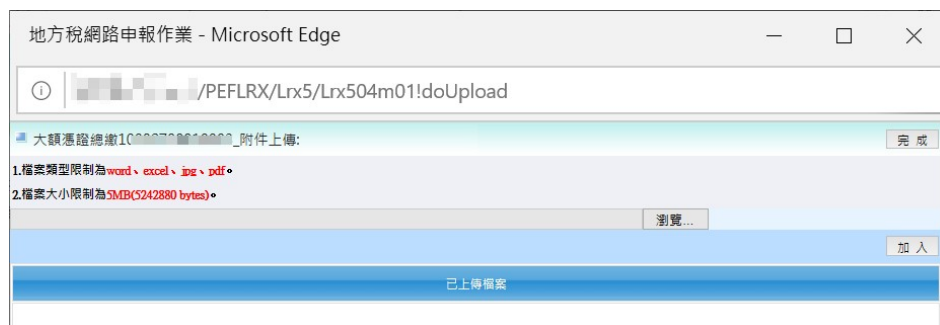 地方稅網路申報作業 - Microsoft Edge
/PEFLRX/Lrx5/Lrx504m01!doUpload
大額憑證總繳 _附件上傳:
完 成
1.檔案類型限制為word、excel、jpg、pdf。
2.檔案大小限制為5MB(5242880 bytes)。
瀏覽...
加 入
已上傳檔案